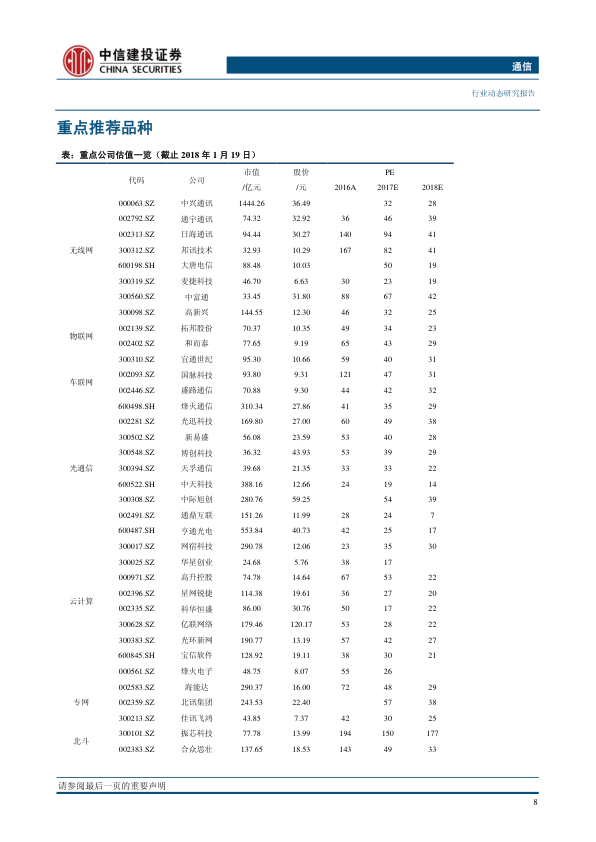 中信建投证券
CHINA SECURITIES
通信
行业动态研究报告
重点推荐品种
表：重点公司估值一览（截止 2018 年 1 月 19 日）
代码 公司 市值 股价 PE
/亿元 /元 2016A 2017E 2018E
000063.SZ 中兴通讯 1444.26 36.49 32 28
002792.SZ 通宇通讯 74.32 32.92 36 46 39
002313.SZ 日海通讯 94.44 30.27 140 94 41
无线网 300312.SZ 邦讯技术 32.93 10.29 167 82 41
600198.SH 大唐电信 88.48 10.03 50 19
300319.SZ 麦捷科技 46.70 6.63 30 23 19
300560.SZ 中富通 33.45 31.80 88 67 42
300098.SZ 高新兴 144.55 12.30 46 32 25
物联网 002139.SZ 拓邦股份 70.37 10.35 49 34 23
002402.SZ 和而泰 77.65 9.19 65 43 29
300310.SZ 宜通世纪 95.30 10.66 59 40 31
车联网 002093.SZ 国脉科技 93.80 9.31 121 47 31
002446.SZ 盛路通信 70.88 9.30 44 42 32
600498.SH 烽火通信 310.34 27.86 41 35 29
002281.SZ 光迅科技 169.80 27.00 60 49 38
300502.SZ 新易盛 56.08 23.59 53 40 28
300548.SZ 博创科技 36.32 43.93 53 39 29
光通信 300394.SZ 天孚通信 39.68 21.35 33 33 22
600522.SH 中天科技 388.16 12.66 24 19 14
300308.SZ 中际旭创 280.76 59.25 54 39
002491.SZ 通鼎互联 151.26 11.99 28 24 7
600487.SH 亨通光电 553.84 40.73 42 25 17
300017.SZ 网宿科技 290.78 12.06 23 35 30
300025.SZ 华星创业 24.68 5.76 38 17
000971.SZ 高升控股 74.78 14.64 67 53 22
002396.SZ 星网锐捷 114.38 19.61 36 27 20
云计算 002335.SZ 科华恒盛 86.00 30.76 50 17 22
300628.SZ 亿联网络 179.46 120.17 53 28 22
300383.SZ 光环新网 190.77 13.19 57 42 27
600845.SH 宝信软件 128.92 19.11 38 30 21
000561.SZ 烽火电子 48.75 8.07 55 26
002583.SZ 海能达 290.37 16.00 72 48 29
专网 002359.SZ 北讯集团 243.53 22.40 57 38
300213.SZ 佳讯飞鸿 43.85 7.37 42 30 25
北斗 300101.SZ 振芯科技 77.78 13.99 194 150 177
002383.SZ 合众思壮 137.65 18.53 143 49 33
请参阅最后一页的重要声明
8